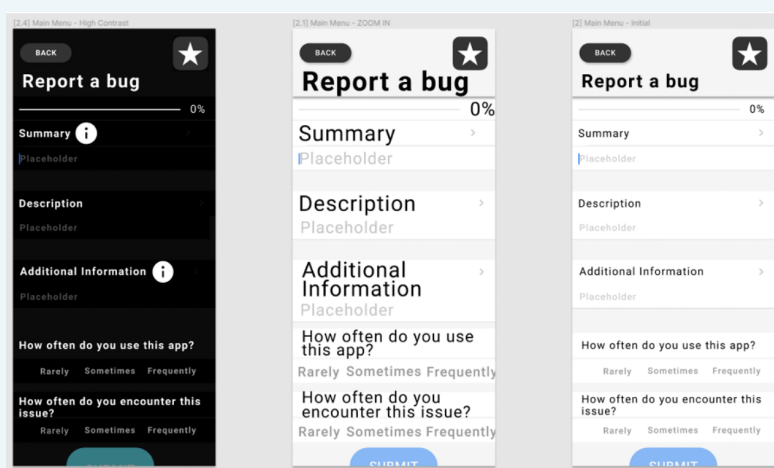 [2.4] Main Menu - High Contrast
BACK
Report a bug
0%
Summary i
Placeholder
Description
Placeholder
Additional Information i
Placeholder
How often do you use this app?
Rarely Sometimes Frequently
How often do you encounter this
issue?
Rarely Sometimes Frequently
[2.1] Main Menu - ZOOM IN
BACK
Report a bug
0%
Summary
Placeholder
Description
Placeholder
Additional
Information
Placeholder
How often do you use
this app?
Rarely Sometimes Frequently
How often do you
encounter this issue?
Rarely Sometimes Frequently
SUBMIT
[2] Main Menu - Initial
BACK
Report a bug
0%
Summary
Placeholder
Description
Placeholder
Additional Information
Placeholder
How often do you use this app?
Rarely Sometimes Frequently
How often do you encounter this
issue?
Rarely Sometimes Frequently
SUBMIT